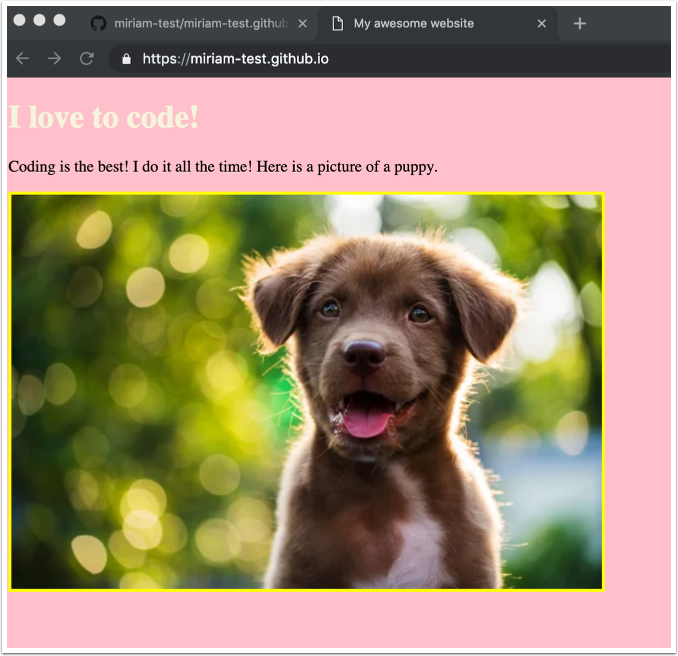 miriam-test/miriam-test.github
My awesome website
https://miriam-test.github.io
I love to code!
Coding is the best! I do it all the time! Here is a picture of a puppy.